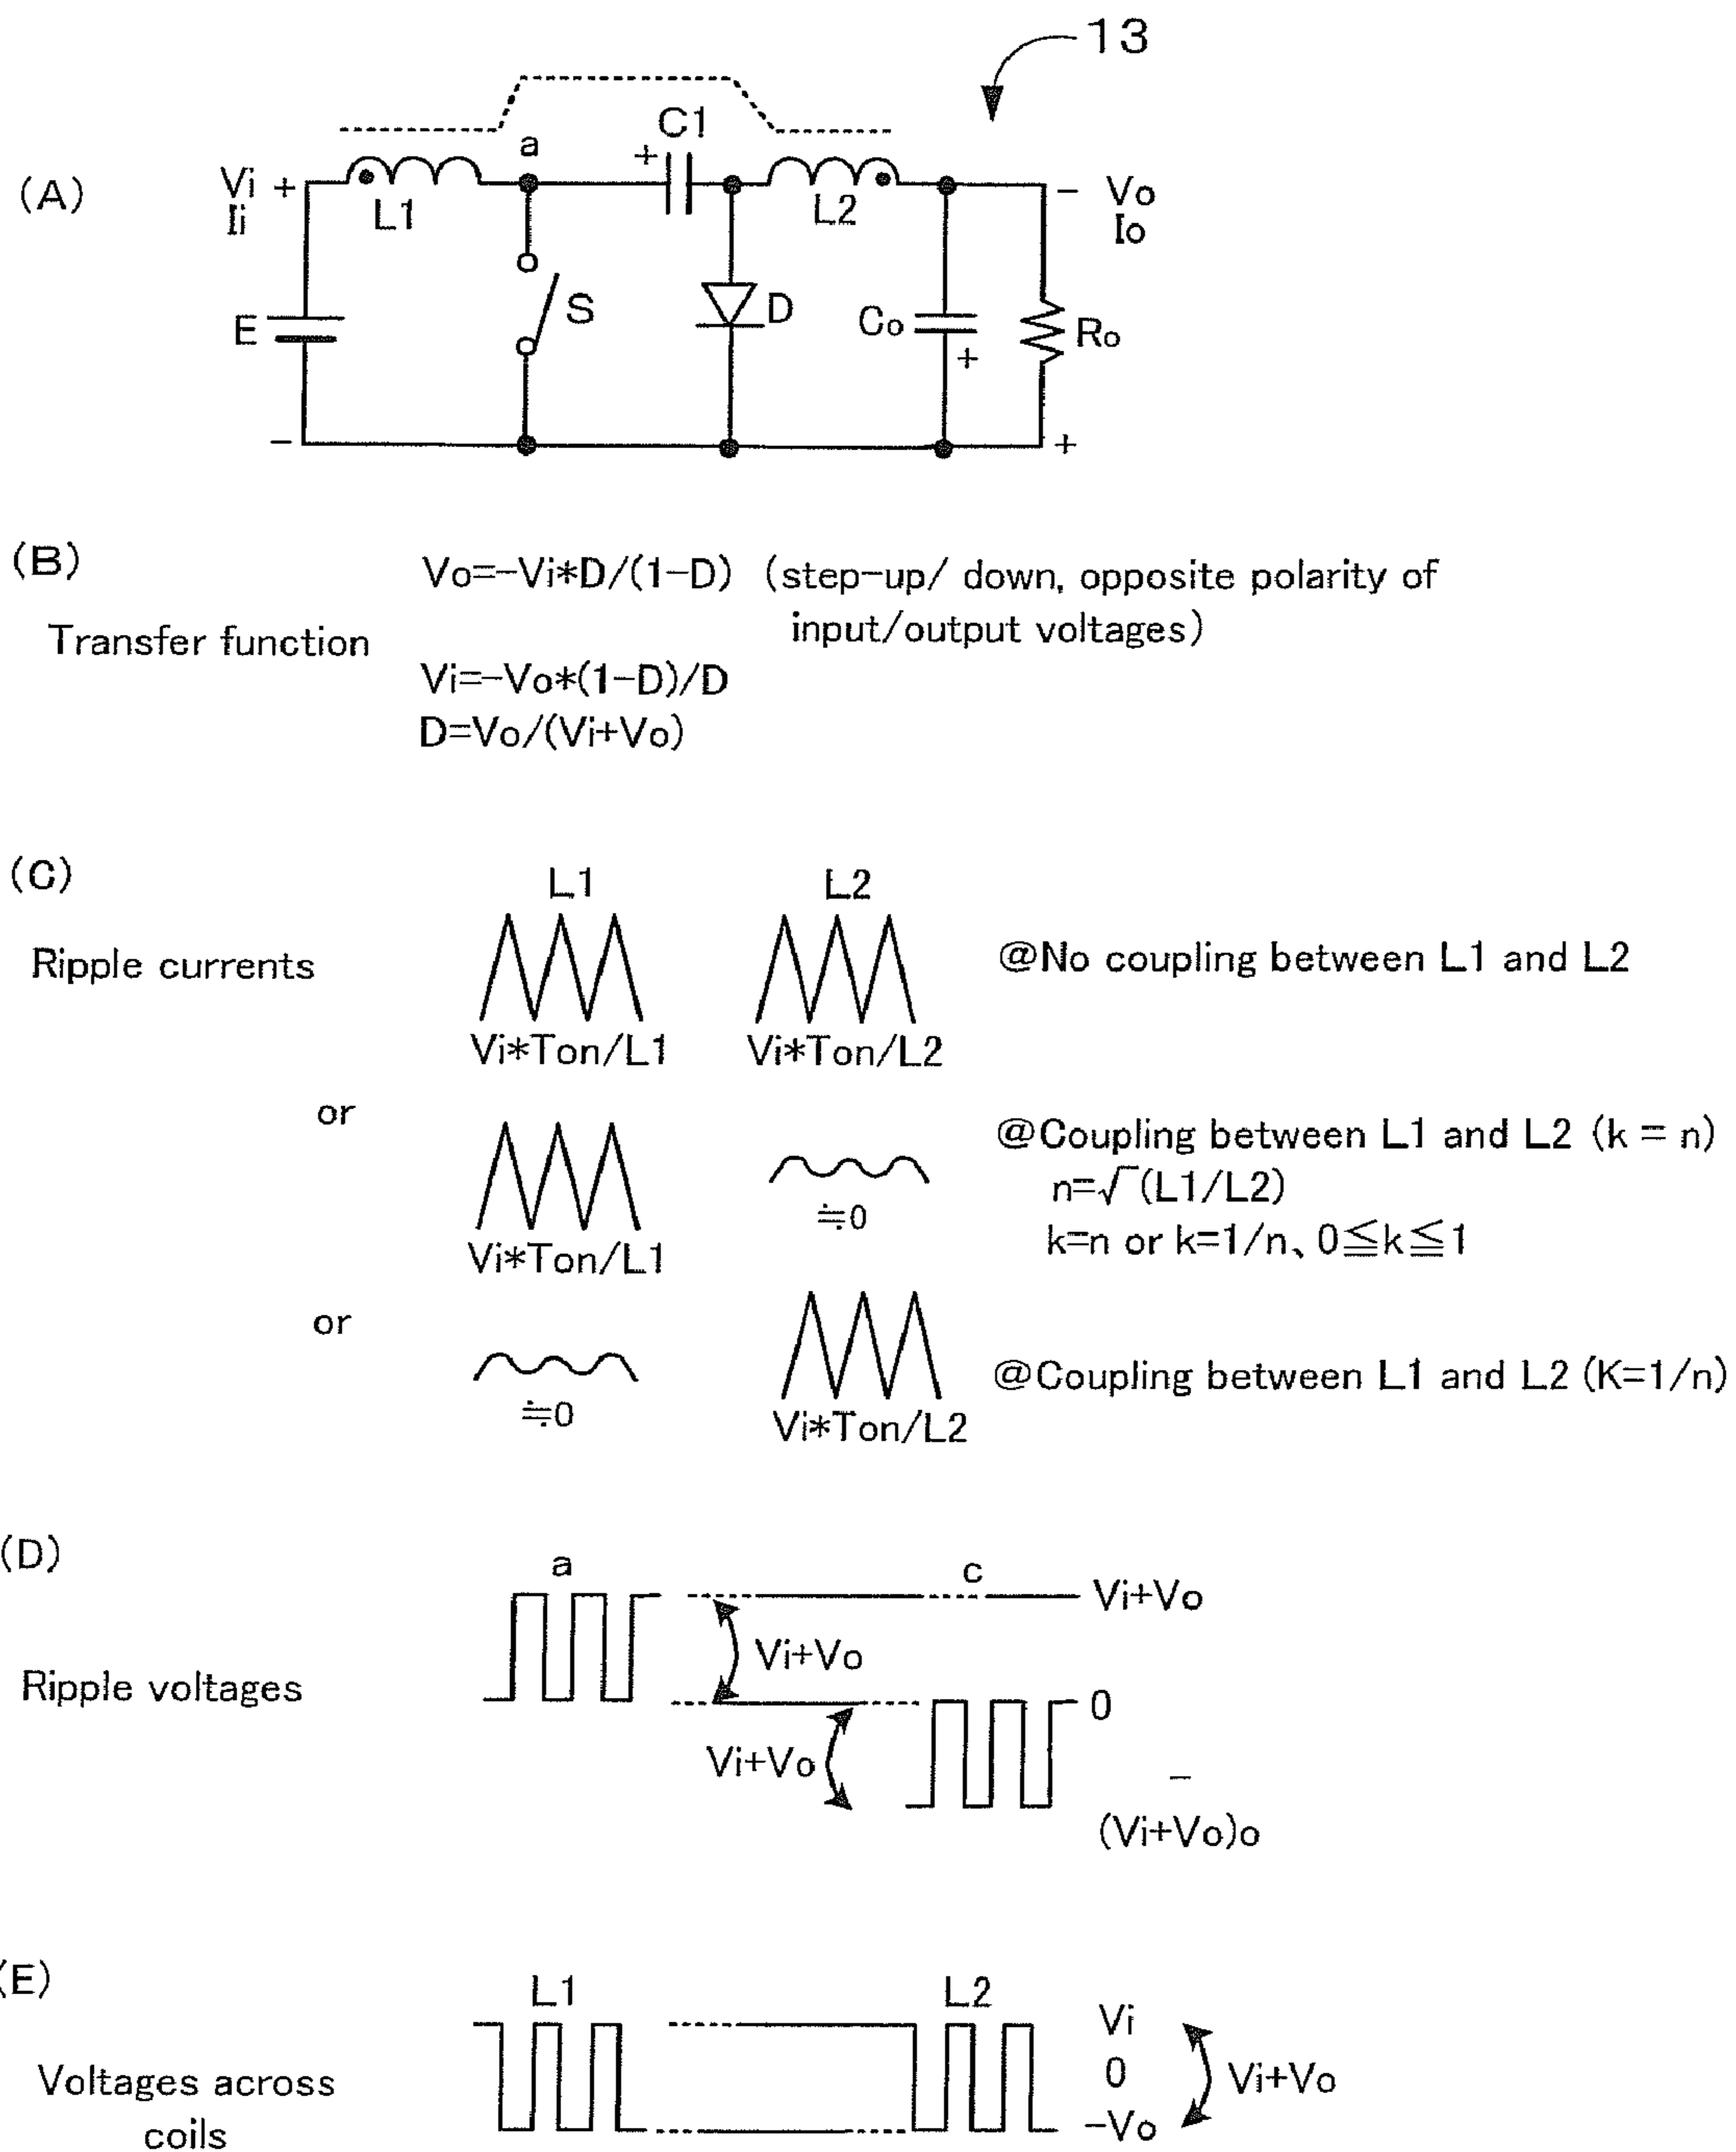 13
(A)
Vi +
Ii
L1
a
+
C1
L2
- Vo
Io
E
S
D
Co
+
Ro
-
+
(B)
Transfer function
Vo=-Vi*D/(1-D) (step-up/ down, opposite polarity of
input/output voltages)
Vi=-Vo*(1-D)/D
D=Vo/(Vi+Vo)
(C)
Ripple currents
L1
L2
@No coupling between L1 and L2
Vi*Ton/L1
Vi*Ton/L2
or
@Coupling between L1 and L2 (k = n)
n=√(L1/L2)
k=n or k=1/n、0≦k≦1
≒0
Vi*Ton/L1
or
@Coupling between L1 and L2 (K=1/n)
≒0
Vi*Ton/L2
(D)
Ripple voltages
a
c
Vi+Vo
Vi+Vo
0
Vi+Vo
-
(Vi+Vo)o
(E)
Voltages across
coils
L1
L2
Vi
0
-Vo
Vi+Vo